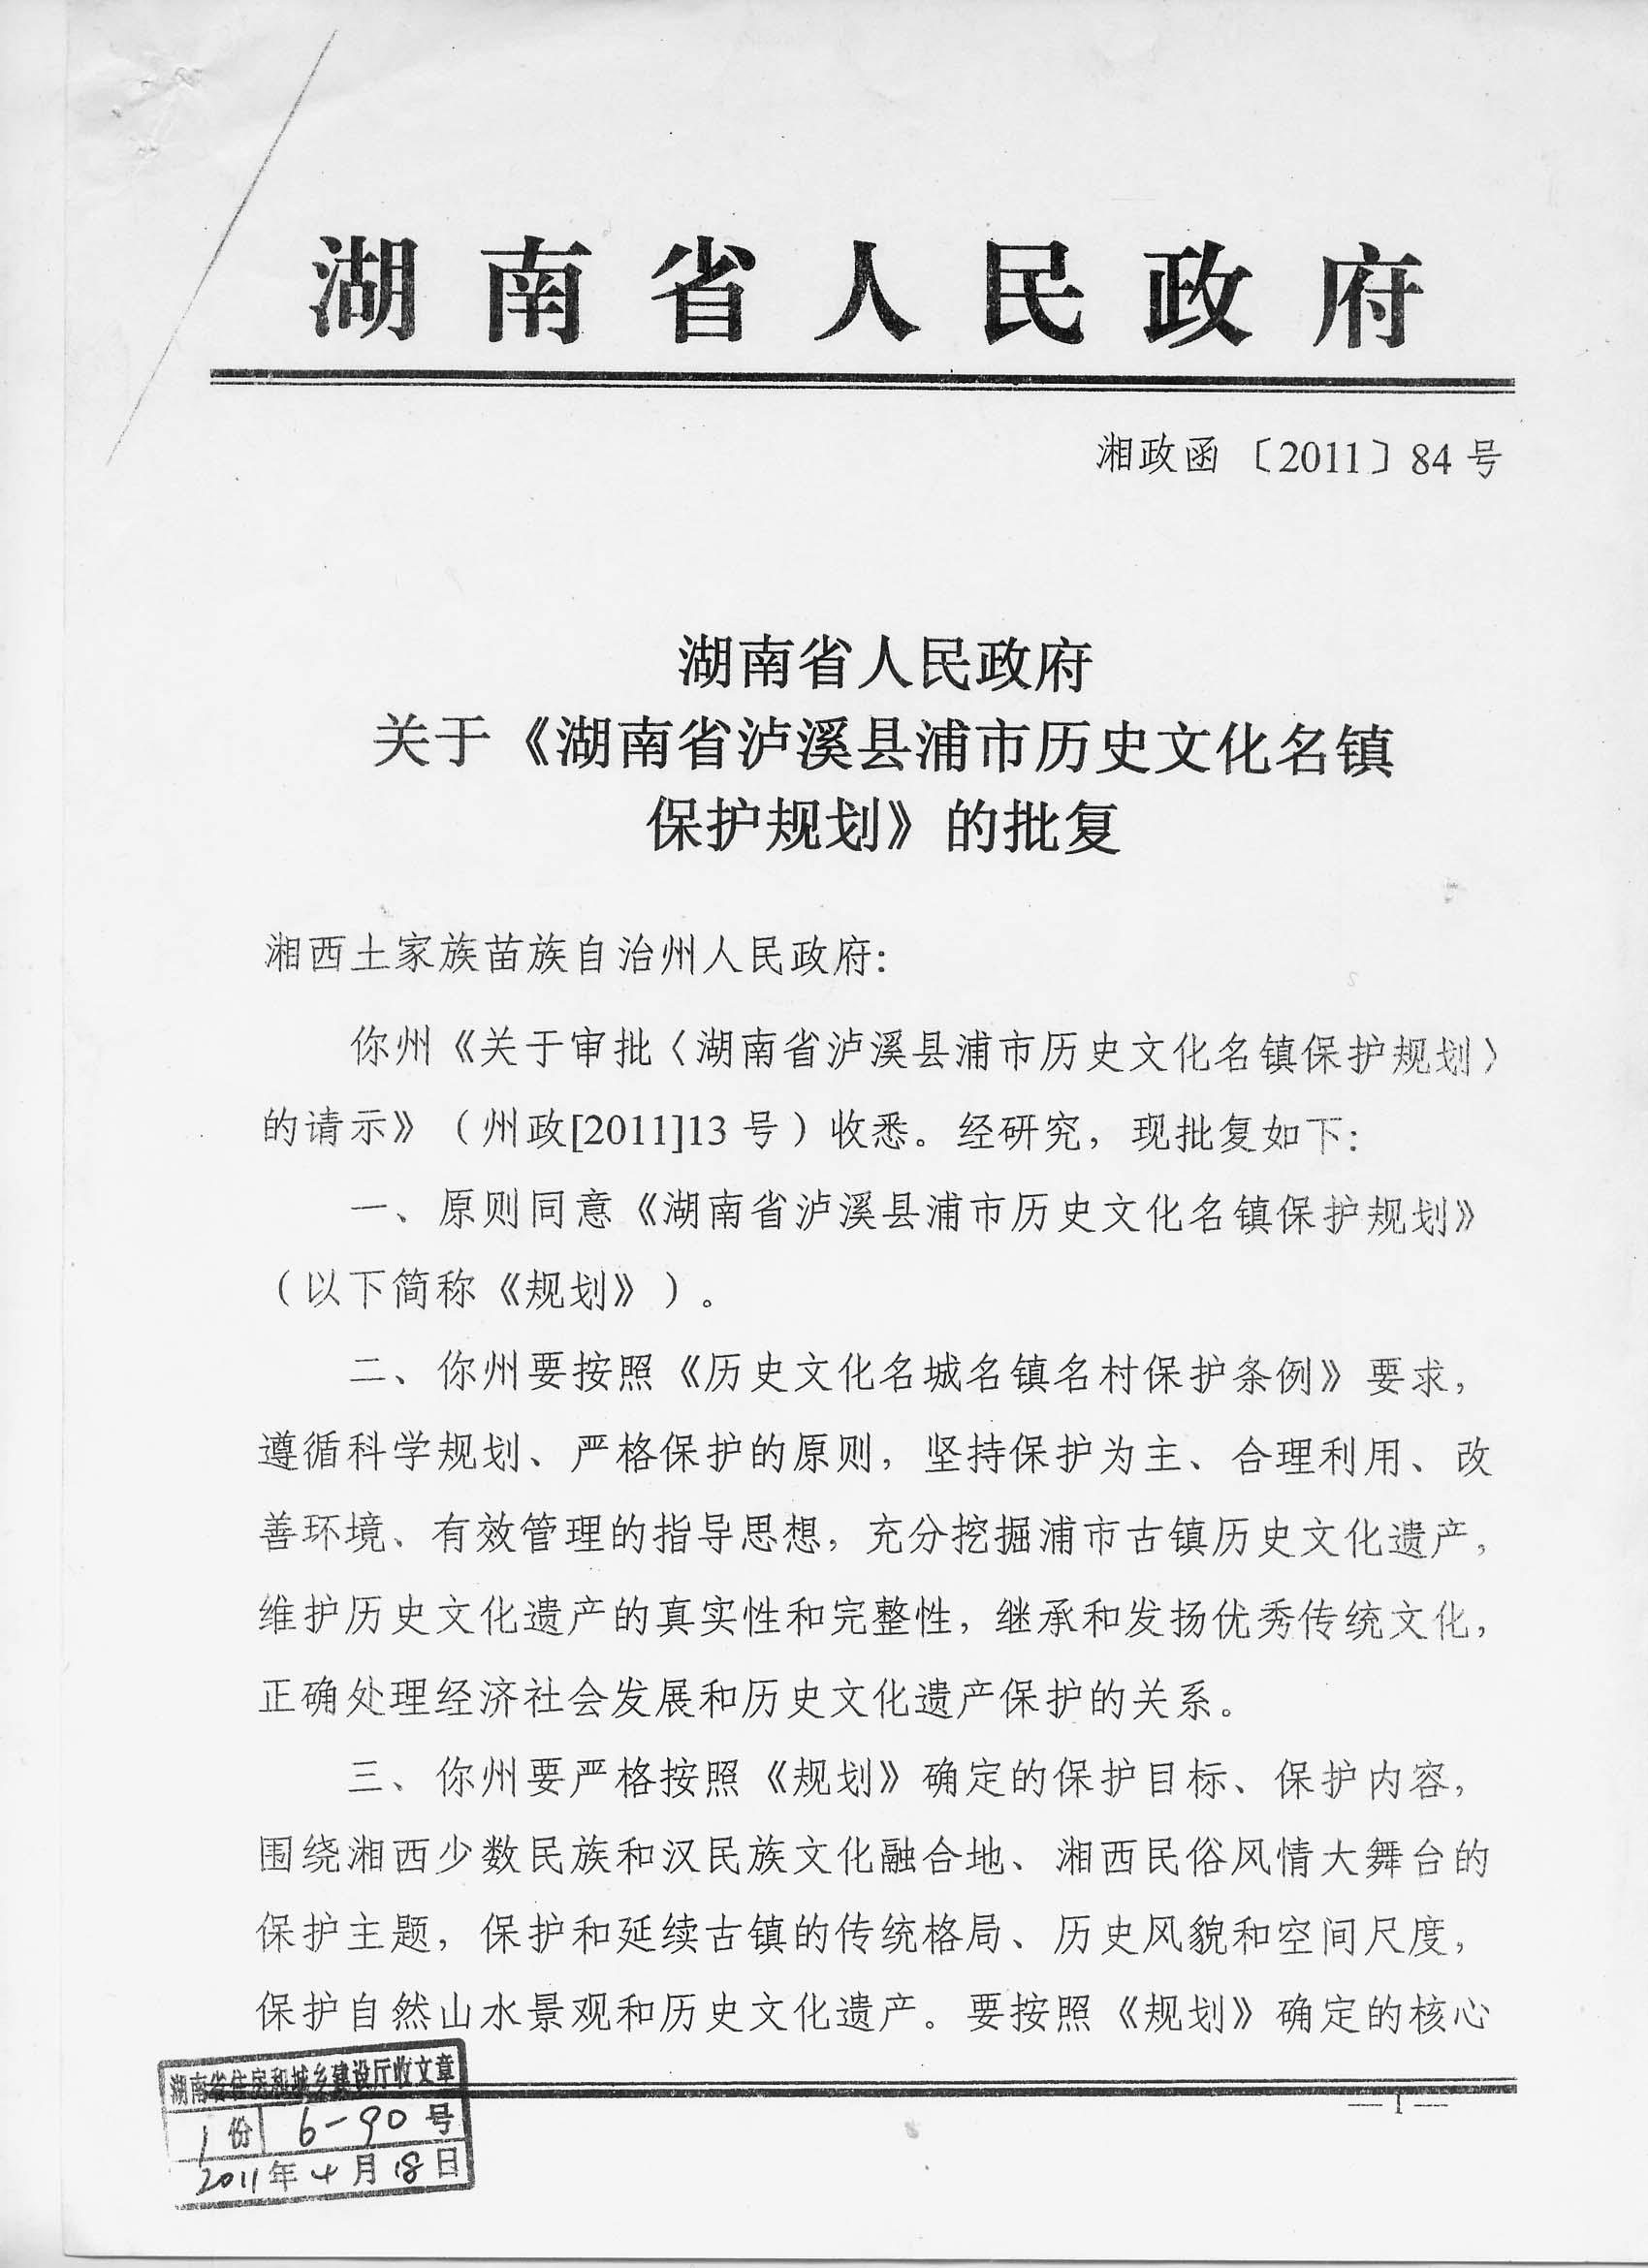 湖南省人民政府
湘政函〔2011〕84号
湖南省人民政府
关于《湖南省泸溪县浦市历史文化名镇
保护规划》的批复
湘西土家族苗族自治州人民政府:
你州《关于审批〈湖南省泸溪县浦市历史文化名镇保护规划〉
的请示》（州政[2011]13号）收悉。经研究，现批复如下:
一、原则同意《湖南省泸溪县浦市历史文化名镇保护规划》
（以下简称《规划》）。
二、你州要按照《历史文化名城名镇名村保护条例》要求，
遵循科学规划、严格保护的原则，坚持保护为主、合理利用、改
善环境、有效管理的指导思想，充分挖掘浦市古镇历史文化遗产，
维护历史文化遗产的真实性和完整性，继承和发扬优秀传统文化，
正确处理经济社会发展和历史文化遗产保护的关系。
三、你州要严格按照《规划》确定的保护目标、保护内容，
围绕湘西少数民族和汉民族文化融合地、湘西民俗风情大舞台的
保护主题，保护和延续古镇的传统格局、历史风貌和空间尺度，
保护自然山水景观和历史文化遗产。要按照《规划》确定的核心
湖南省住房和城乡建设厅收文章
1份 6-90号
2011年4月18日
—1—